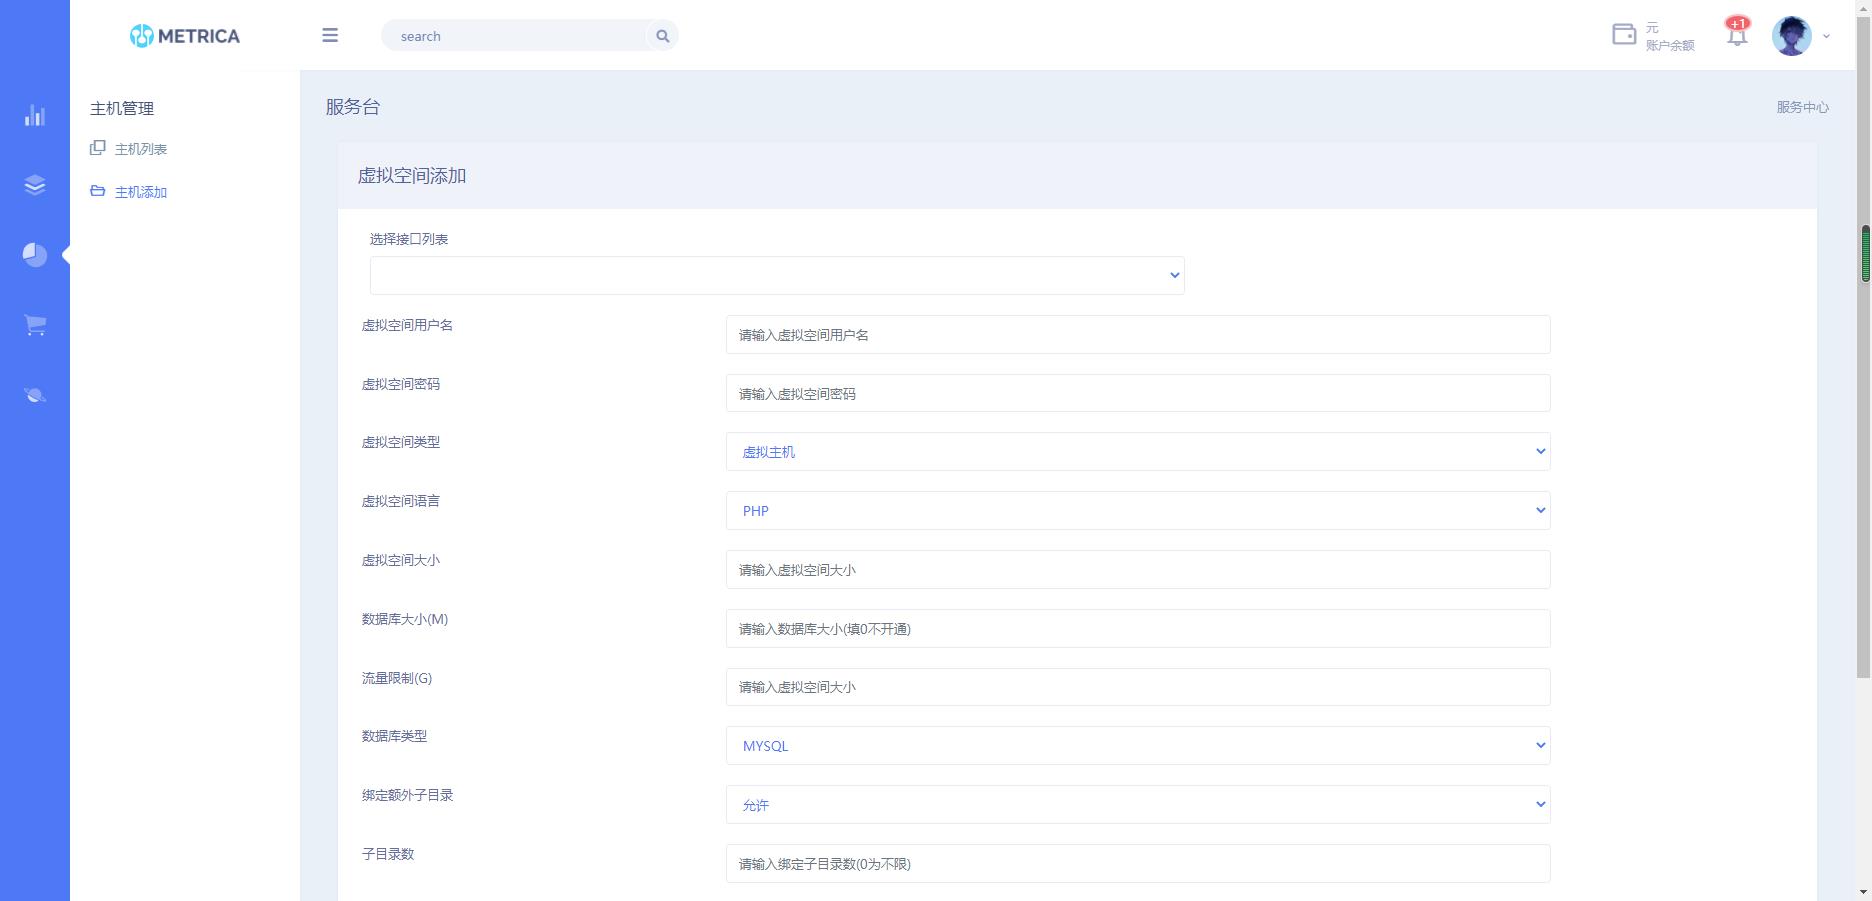 METRICA
search
元
账户余额
+1
主机管理
主机列表
主机添加
服务台
服务中心
虚拟空间添加
选择接口列表
虚拟空间用户名
请输入虚拟空间用户名
虚拟空间密码
请输入虚拟空间密码
虚拟空间类型
虚拟主机
虚拟空间语言
PHP
虚拟空间大小
请输入虚拟空间大小
数据库大小(M)
请输入数据库大小(填0不开通)
流量限制(G)
请输入虚拟空间大小
数据库类型
MYSQL
绑定额外子目录
允许
子目录数
请输入绑定子目录数(0为不限)